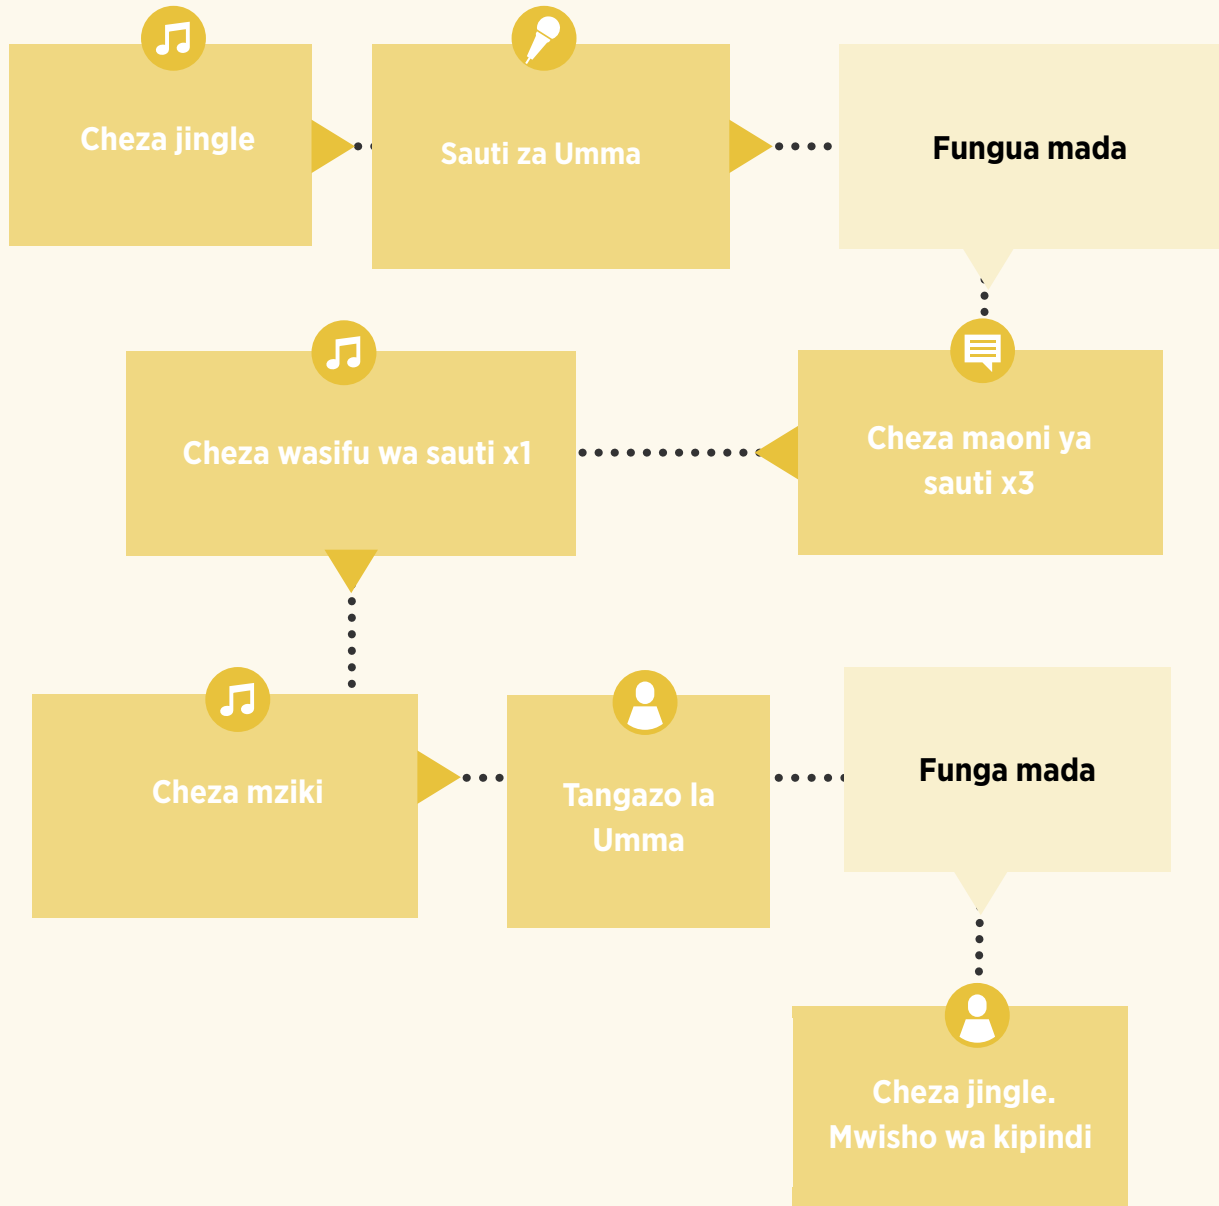 Cheza jingle
Sauti za Umma
Fungua mada
Cheza maoni ya
sauti x3
Cheza wasifu wa sauti x1
Cheza mziki
Tangazo la
Umma
Funga mada
Cheza jingle.
Mwisho wa kipindi